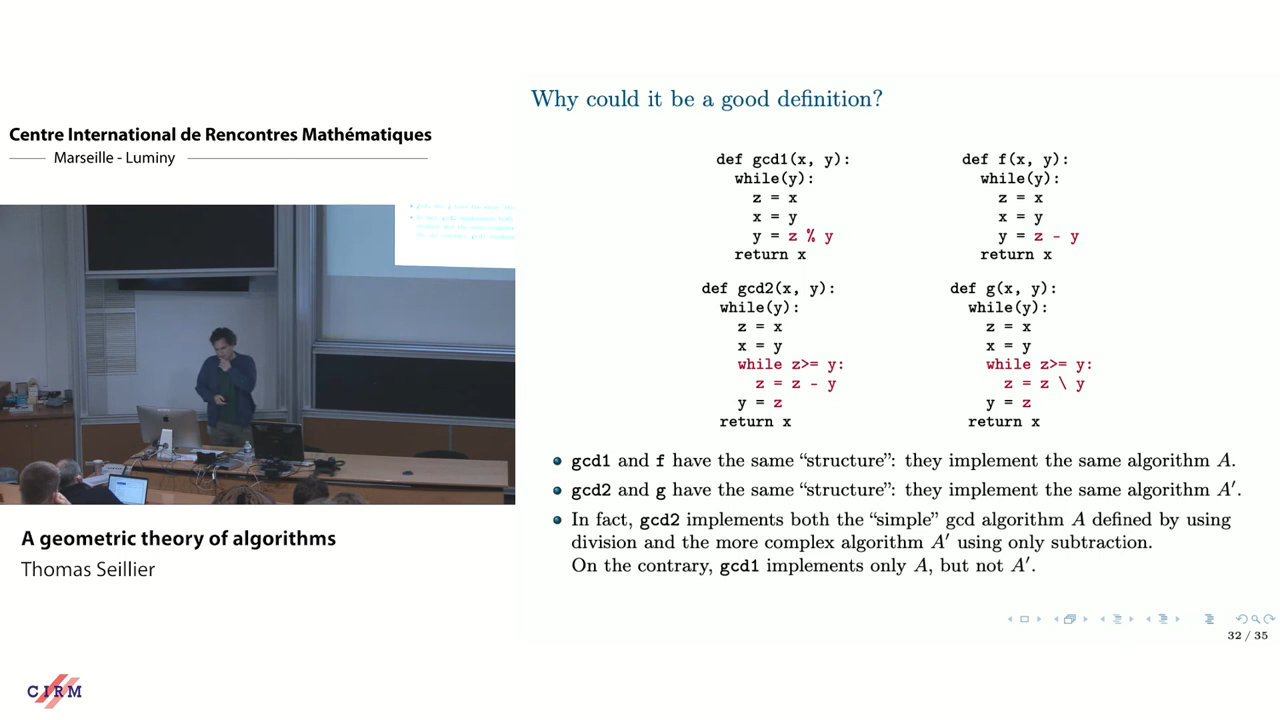 Centre International de Rencontres Mathématiques
Marseille - Luminy
A geometric theory of algorithms
Thomas Seillier
CIRM
Why could it be a good definition?
def gcd1(x, y):
while(y):
z = x
x = y
y = z % y
return x
def f(x, y):
while(y):
z = x
x = y
y = z - y
return x
def gcd2(x, y):
while(y):
z = x
x = y
while z>= y:
z = z - y
y = z
return x
def g(x, y):
while(y):
z = x
x = y
while z>= y:
z = z \ y
y = z
return x
gcd1 and f have the same “structure”: they implement the same algorithm A.
gcd2 and g have the same “structure”: they implement the same algorithm A′.
In fact, gcd2 implements both the “simple” gcd algorithm A defined by using
division and the more complex algorithm A′ using only subtraction.
On the contrary, gcd1 implements only A, but not A′.
32 / 35